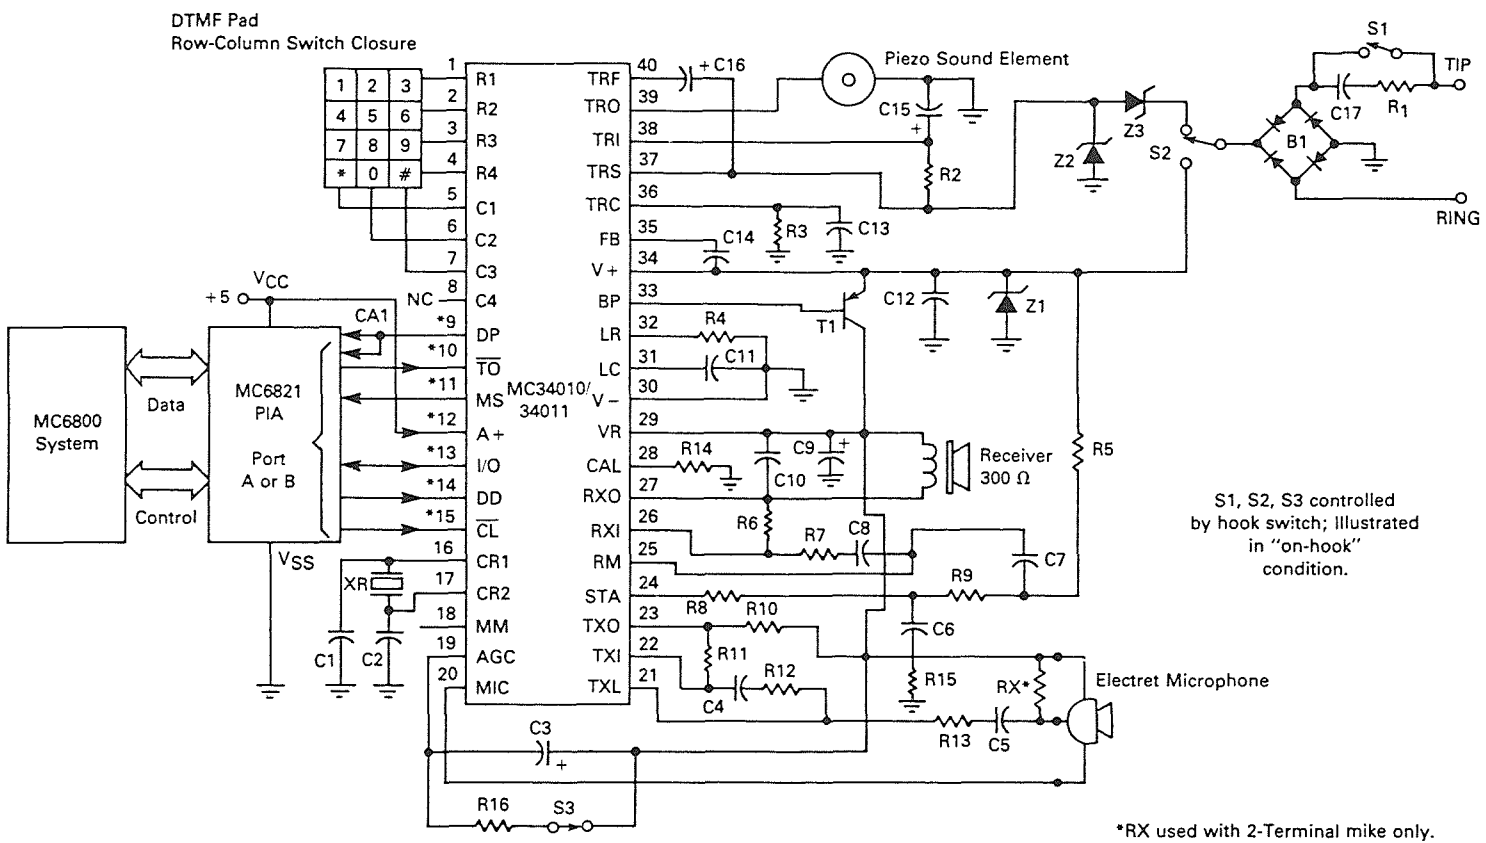 DTMF Pad
Row-Column Switch Closure
1 2 3
4 5 6
7 8 9
* 0 #
1 R1
2 R2
3 R3
4 R4
5 C1
6 C2
7 C3
NC 8 C4
*9 DP
*10 TO
*11 MS
*12 A+
*13 I/O
*14 DD
*15 CL
16 CR1
17 CR2
18 MM
19 AGC
20 MIC
MC34010/
34011
TRF 40
TRO 39
TRI 38
TRS 37
TRC 36
FB 35
V+ 34
BP 33
LR 32
LC 31
V− 30
VR 29
CAL 28
RXO 27
RXI 26
RM 25
STA 24
TXO 23
TXI 22
TXL 21
VCC
+5
CA1
MC6800
System
Data
Control
MC6821
PIA
Port
A or B
VSS
XR
C1
C2
C3
+
R16
S3
+ C16
Piezo Sound Element
C15
+
R2
Z2
Z3
S2
S1
TIP
C17
R1
B1
RING
R3
C13
C14
T1
C12
Z1
R4
C11
R14
C10
C9 +
Receiver
300 Ω
R5
R6
R7
C8
C7
R8
R9
R10
C6
R11
R12
C4
R15
R13
C5
RX*
Electret Microphone
S1, S2, S3 controlled
by hook switch; Illustrated
in "on-hook"
condition.
*RX used with 2-Terminal mike only.